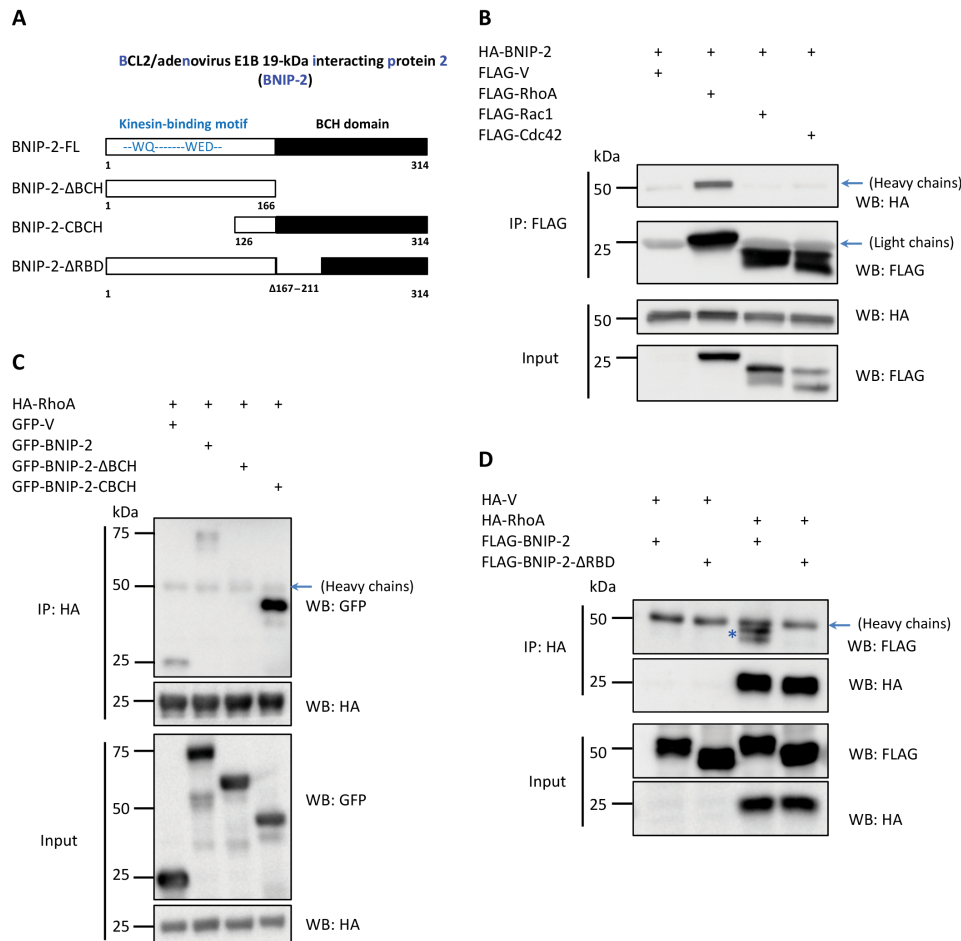 A
BCL2/adenovirus E1B 19-kDa interacting protein 2
(BNIP-2)
Kinesin-binding motif
BCH domain
BNIP-2-FL
--WQ-------WED--
1
314
BNIP-2-ΔBCH
166
BNIP-2-CBCH
126
314
BNIP-2-ΔRBD
Δ167–211
1
314
B
HA-BNIP-2 + + + +
FLAG-V +
FLAG-RhoA +
FLAG-Rac1 +
FLAG-Cdc42 +
kDa
50
(Heavy chains)
WB: HA
IP: FLAG
25
(Light chains)
WB: FLAG
50
WB: HA
Input
25
WB: FLAG
C
HA-RhoA + + + +
GFP-V +
GFP-BNIP-2 +
GFP-BNIP-2-ΔBCH +
GFP-BNIP-2-CBCH +
kDa
75
50
(Heavy chains)
IP: HA
WB: GFP
25
25
WB: HA
75
50
WB: GFP
Input
25
25
WB: HA
D
HA-V + +
HA-RhoA + +
FLAG-BNIP-2 + +
FLAG-BNIP-2-ΔRBD + +
kDa
50
(Heavy chains)
*
IP: HA
WB: FLAG
25
WB: HA
50
WB: FLAG
Input
25
WB: HA